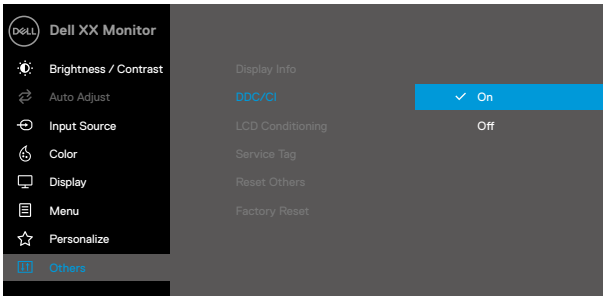 DELL
Dell XX Monitor
Brightness / Contrast
Auto Adjust
Input Source
Color
Display
Menu
Personalize
Others
Display Info
DDC/CI
LCD Conditioning
Service Tag
Reset Others
Factory Reset
On
Off